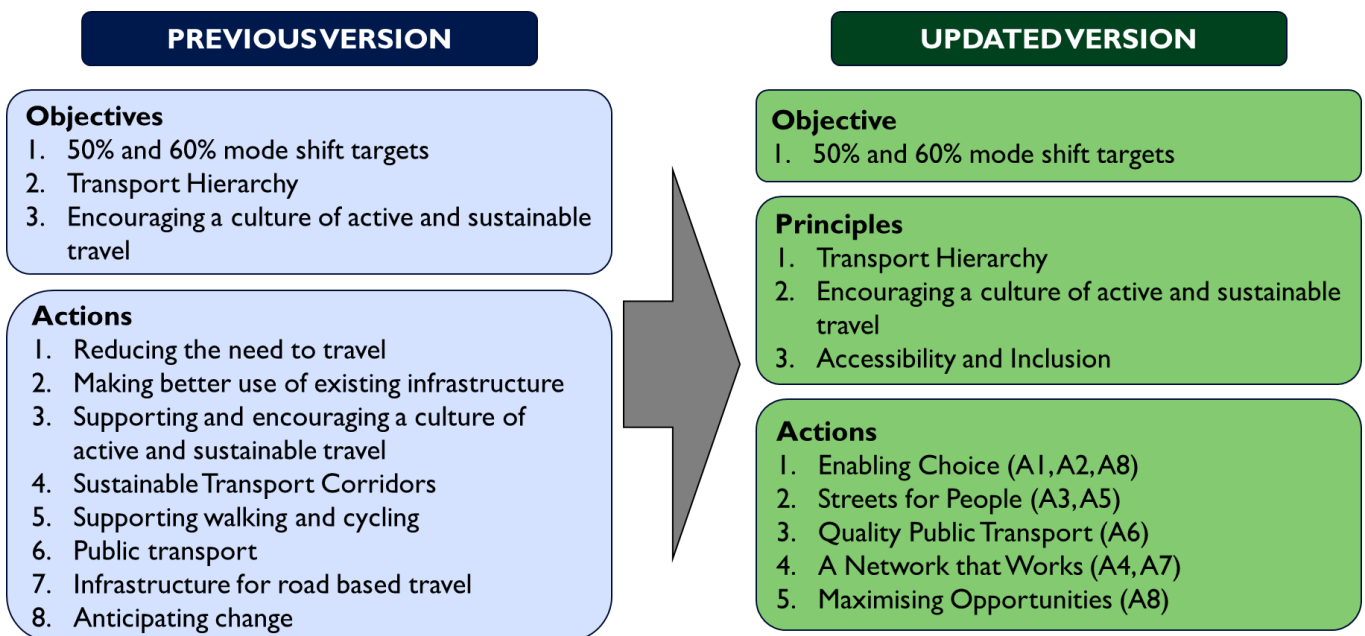 PREVIOUS VERSION
Objectives
1. 50% and 60% mode shift targets
2. Transport Hierarchy
3. Encouraging a culture of active and sustainable
travel
Actions
1. Reducing the need to travel
2. Making better use of existing infrastructure
3. Supporting and encouraging a culture of
active and sustainable travel
4. Sustainable Transport Corridors
5. Supporting walking and cycling
6. Public transport
7. Infrastructure for road based travel
8. Anticipating change
UPDATED VERSION
Objective
1. 50% and 60% mode shift targets
Principles
1. Transport Hierarchy
2. Encouraging a culture of active and sustainable
travel
3. Accessibility and Inclusion
Actions
1. Enabling Choice (A1, A2, A8)
2. Streets for People (A3, A5)
3. Quality Public Transport (A6)
4. A Network that Works (A4, A7)
5. Maximising Opportunities (A8)